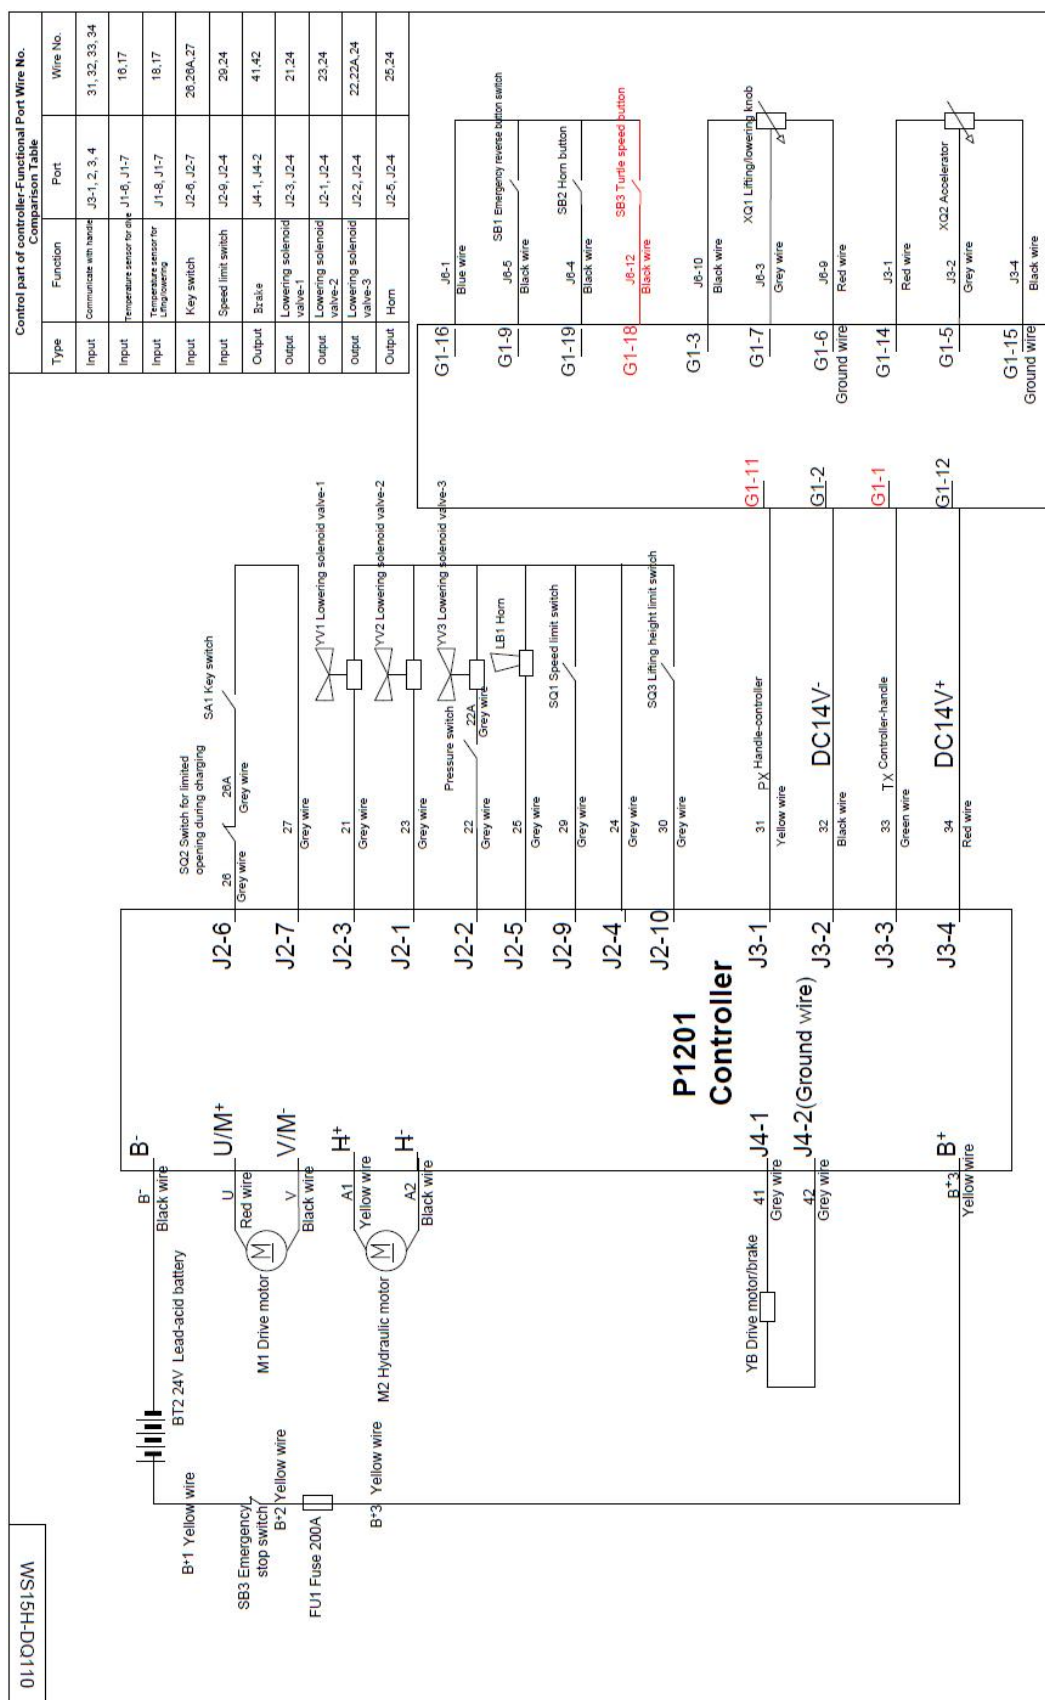 WS15H-DQ110
Control part of controller-Functional Port Wire No.
Comparison Table
Type Function Port Wire No.
Input Communicate with handle J3-1, 2, 3, 4 31, 32, 33, 34
Input Temperature sensor for drive J1-6, J1-7 16,17
Input Temperature sensor for Lifting/lowering J1-8, J1-7 18,17
Input Key switch J2-6, J2-7 26,26A,27
Input Speed limit switch J2-9, J2-4 29,24
Output Brake J4-1, J4-2 41,42
Output Lowering solenoid valve-1 J2-3, J2-4 21,24
Output Lowering solenoid valve-2 J2-1, J2-4 23,24
Output Lowering solenoid valve-3 J2-2, J2-4 22,22A,24
Output Horn J2-5, J2-4 25,24
B+1 Yellow wire
BT2 24V Lead-acid battery
B-
Black wire
B-
SB3 Emergency
stop switch
B+2 Yellow wire
FU1 Fuse 200A
B+3 Yellow wire
M1 Drive motor
M
U
Red wire
U/M+
V
Black wire
V/M-
M2 Hydraulic motor
M
A1
Yellow wire
H+
A2
Black wire
H-
YB Drive motor/brake
41
Grey wire
J4-1
42
Grey wire
J4-2(Ground wire)
B+3
Yellow wire
B+
P1201
Controller
J2-6
26
Grey wire
SQ2 Switch for limited
opening during charging
26A
Grey wire
SA1 Key switch
J2-7
27
Grey wire
J2-3
21
Grey wire
YV1 Lowering solenoid valve-1
J2-1
23
Grey wire
YV2 Lowering solenoid valve-2
J2-2
22
Grey wire
Pressure switch
22A
Grey wire
YV3 Lowering solenoid valve-3
J2-5
25
Grey wire
LB1 Horn
J2-9
29
Grey wire
SQ1 Speed limit switch
J2-4
24
Grey wire
J2-10
30
Grey wire
SQ3 Lifting height limit switch
J3-1
31
Yellow wire
PX Handle-controller
G1-11
J3-2
32
Black wire
DC14V-
G1-2
J3-3
33
Green wire
TX Controller-handle
G1-1
J3-4
34
Red wire
DC14V+
G1-12
G1-16
J6-1
Blue wire
G1-9
J6-5
Black wire
SB1 Emergency reverse button switch
G1-19
J6-4
Black wire
SB2 Horn button
G1-18
J6-12
Black wire
SB3 Turtle speed button
G1-3
J6-10
Black wire
G1-7
J6-3
Grey wire
XQ1 Lifting/lowering knob
G1-6
Ground wire
J6-9
Red wire
G1-14
J3-1
Red wire
G1-5
J3-2
Grey wire
XQ2 Accelerator
G1-15
Ground wire
J3-4
Black wire